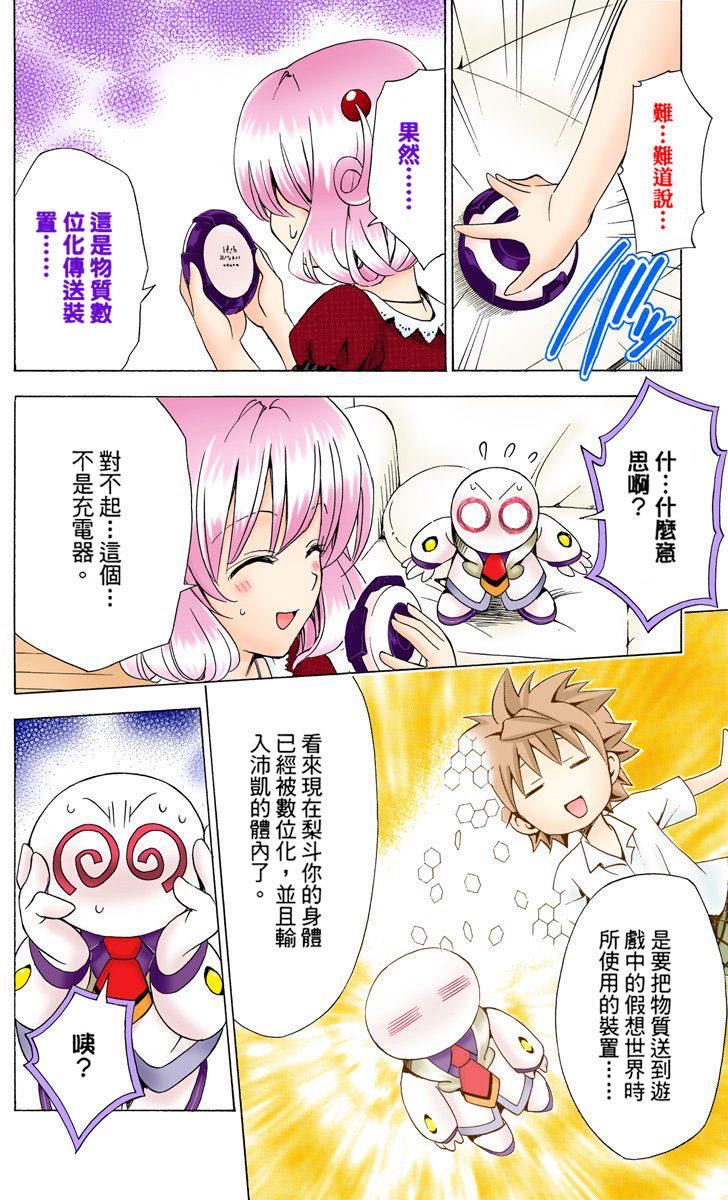 難…難道說…
果然……
這是物質數
位化傳送裝
置……
什…什麼意
思啊？
對不起…這個…
不是充電器。
是要把物質送到遊
戲中的假想世界時
所使用的裝置……
看來現在梨斗你的身體
已經被數位化，並且輸
入沛凱的體內了。
咦？